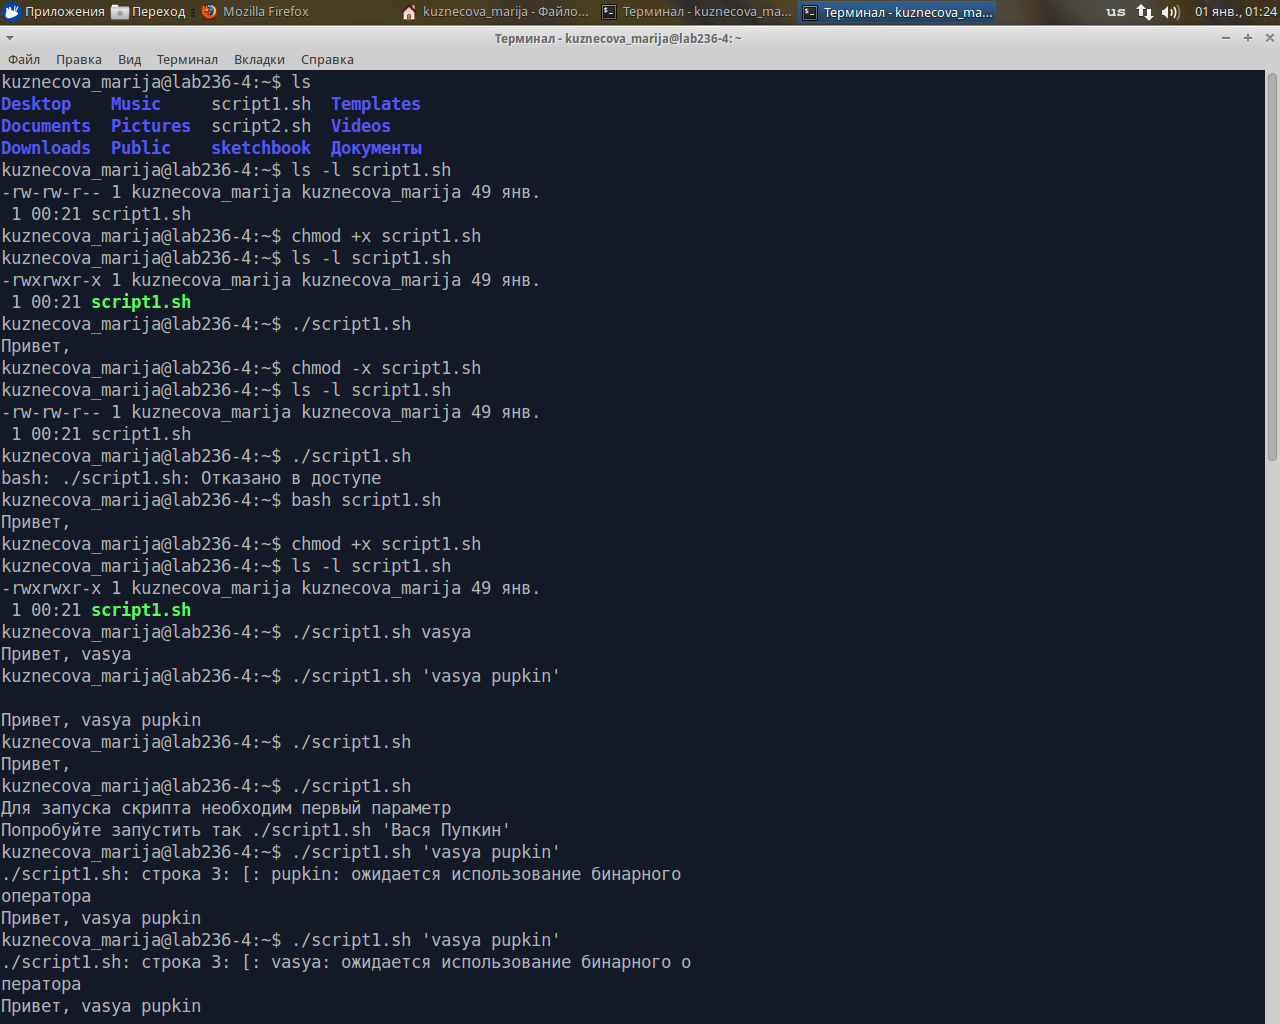 Приложения Переход Mozilla Firefox kuznecova_marija - Файло... Терминал - kuznecova_ma... Терминал - kuznecova_ma... us 01 янв., 01:24
Терминал - kuznecova_marija@lab236-4: ~
Файл Правка Вид Терминал Вкладки Справка
kuznecova_marija@lab236-4:~$ ls
Desktop Music script1.sh Templates
Documents Pictures script2.sh Videos
Downloads Public sketchbook Документы
kuznecova_marija@lab236-4:~$ ls -l script1.sh
-rw-rw-r-- 1 kuznecova_marija kuznecova_marija 49 янв.
1 00:21 script1.sh
kuznecova_marija@lab236-4:~$ chmod +x script1.sh
kuznecova_marija@lab236-4:~$ ls -l script1.sh
-rwxrwxr-x 1 kuznecova_marija kuznecova_marija 49 янв.
1 00:21 script1.sh
kuznecova_marija@lab236-4:~$ ./script1.sh
Привет,
kuznecova_marija@lab236-4:~$ chmod -x script1.sh
kuznecova_marija@lab236-4:~$ ls -l script1.sh
-rw-rw-r-- 1 kuznecova_marija kuznecova_marija 49 янв.
1 00:21 script1.sh
kuznecova_marija@lab236-4:~$ ./script1.sh
bash: ./script1.sh: Отказано в доступе
kuznecova_marija@lab236-4:~$ bash script1.sh
Привет,
kuznecova_marija@lab236-4:~$ chmod +x script1.sh
kuznecova_marija@lab236-4:~$ ls -l script1.sh
-rwxrwxr-x 1 kuznecova_marija kuznecova_marija 49 янв.
1 00:21 script1.sh
kuznecova_marija@lab236-4:~$ ./script1.sh vasya
Привет, vasya
kuznecova_marija@lab236-4:~$ ./script1.sh 'vasya pupkin'
Привет, vasya pupkin
kuznecova_marija@lab236-4:~$ ./script1.sh
Привет,
kuznecova_marija@lab236-4:~$ ./script1.sh
Для запуска скрипта необходим первый параметр
Попробуйте запустить так ./script1.sh 'Вася Пупкин'
kuznecova_marija@lab236-4:~$ ./script1.sh 'vasya pupkin'
./script1.sh: строка 3: [: pupkin: ожидается использование бинарного
оператора
Привет, vasya pupkin
kuznecova_marija@lab236-4:~$ ./script1.sh 'vasya pupkin'
./script1.sh: строка 3: [: vasya: ожидается использование бинарного о
ператора
Привет, vasya pupkin